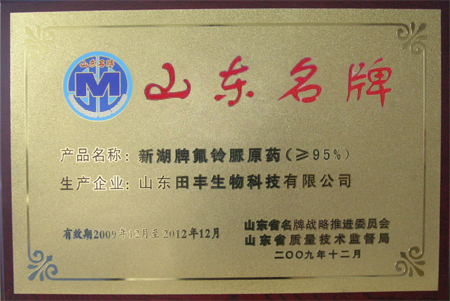 山东名牌
M
山东名牌
产品名称：新湖牌氟铃脲原药（≥95%）
生产企业：山东田丰生物科技有限公司
有效期2009年12月至2012年12月
山东省名牌战略推进委员会
山东省质量技术监督局
二〇〇九年十二月